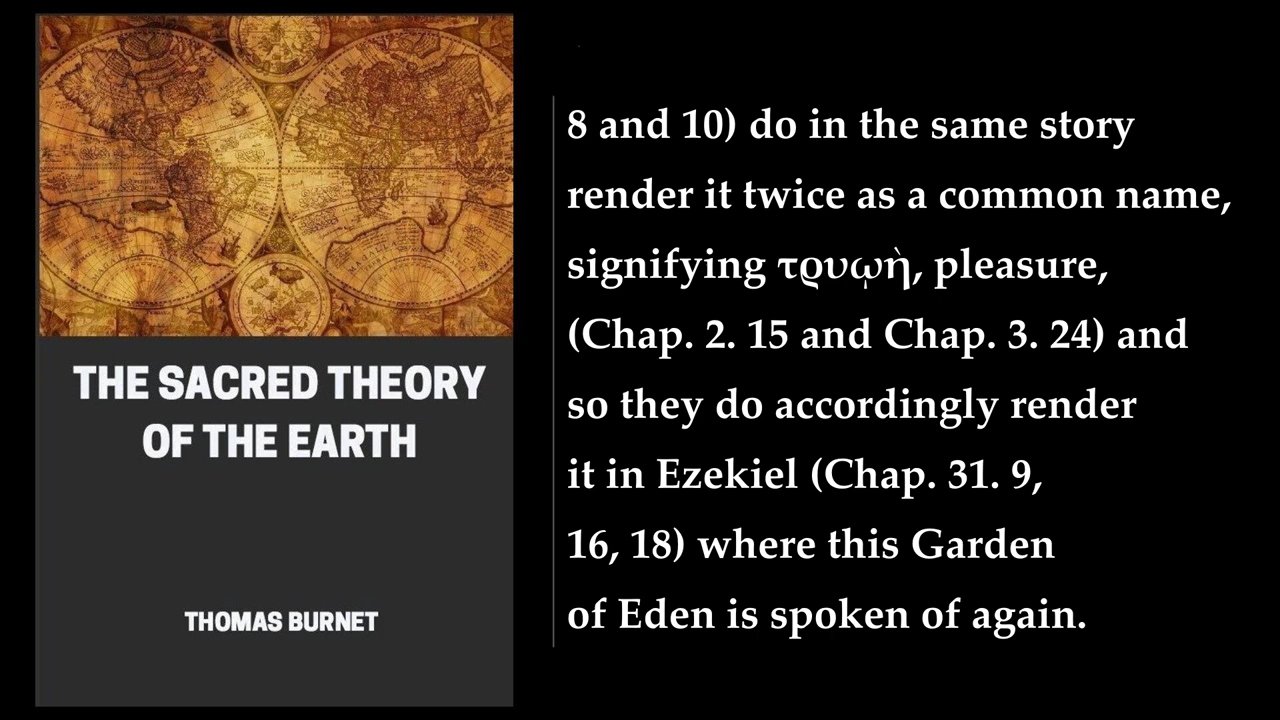 THE SACRED THEORY
OF THE EARTH
THOMAS BURNET
8 and 10) do in the same story
render it twice as a common name,
signifying τρυωὴ, pleasure,
(Chap. 2. 15 and Chap. 3. 24) and
so they do accordingly render
it in Ezekiel (Chap. 31. 9,
16, 18) where this Garden
of Eden is spoken of again.